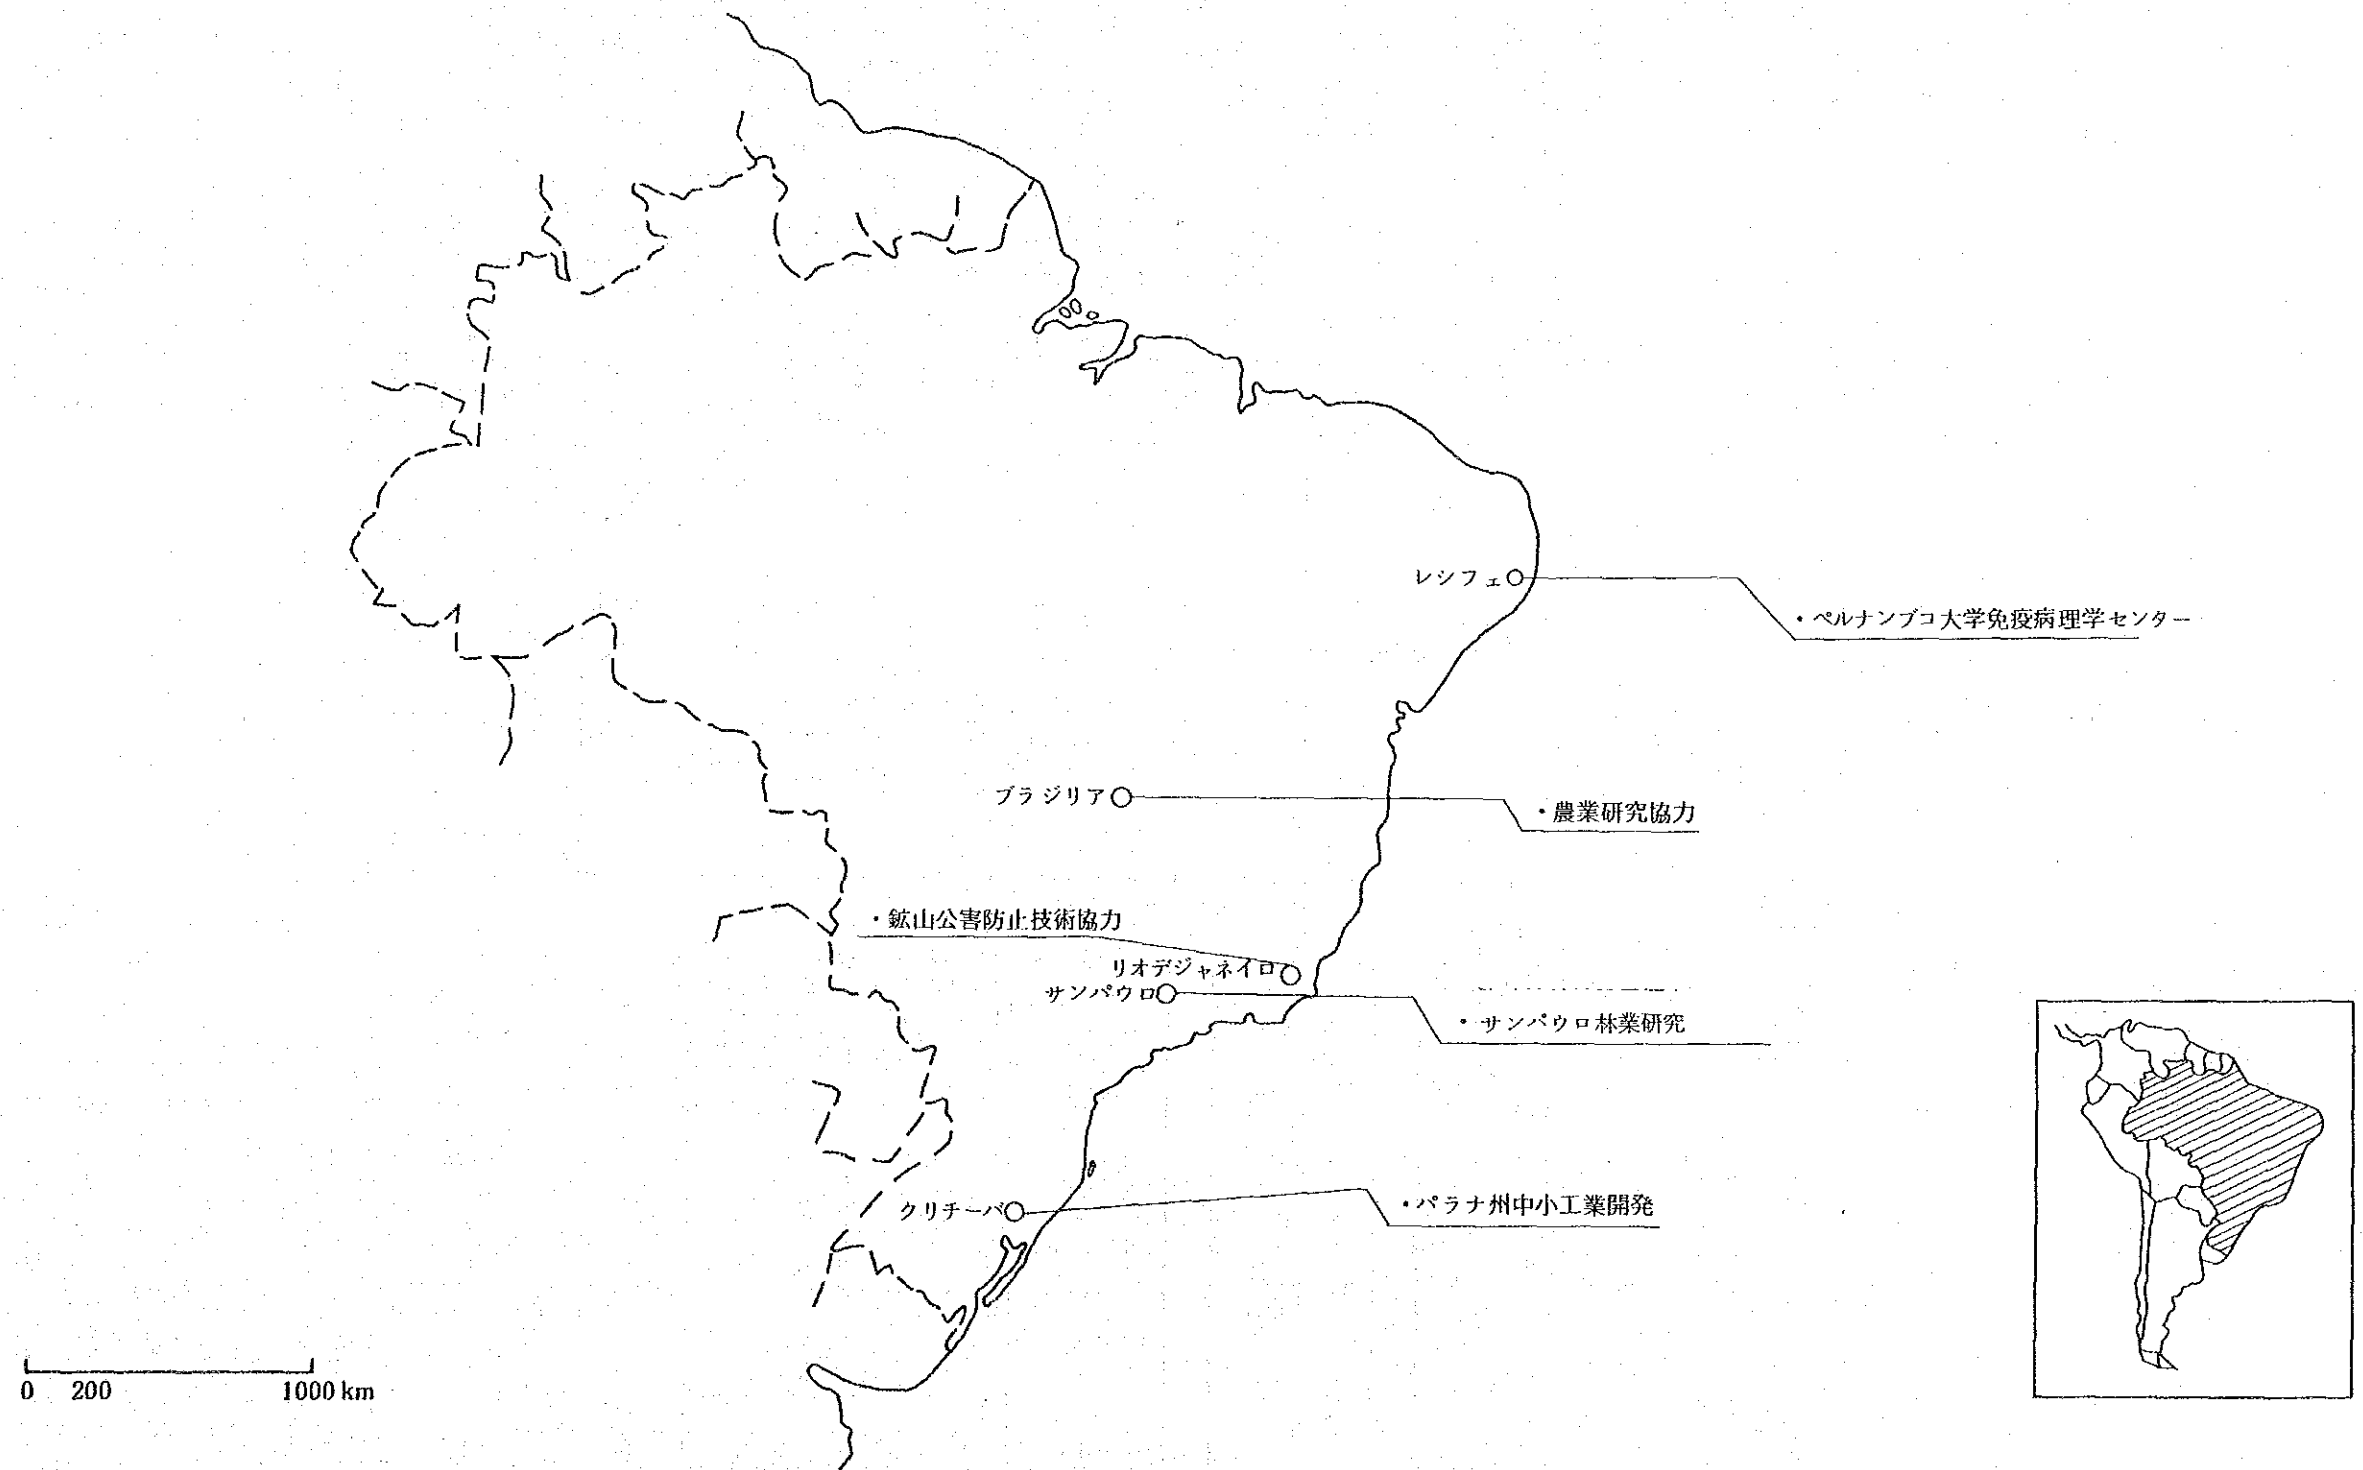 レシフェ
・ペルナンブコ大学免疫病理学センター
ブラジリア
・農業研究協力
・鉱山公害防止技術協力
リオデジャネイロ
サンパウロ
・サンパウロ林業研究
クリチーバ
・パラナ州中小工業開発
0 200 1000 km